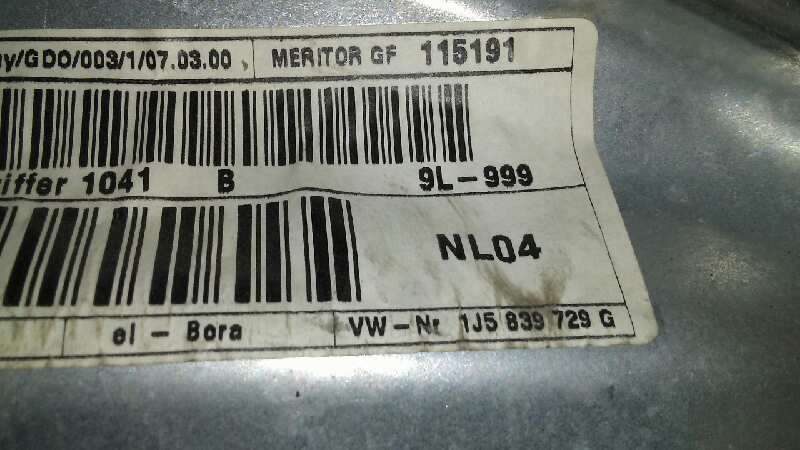 y/GDO/003/1/07.03.00 MERITOR GF 115191
iffer 1041 B 9L-999
NL04
el - Bora VW-Nr 1J5 839 729 G